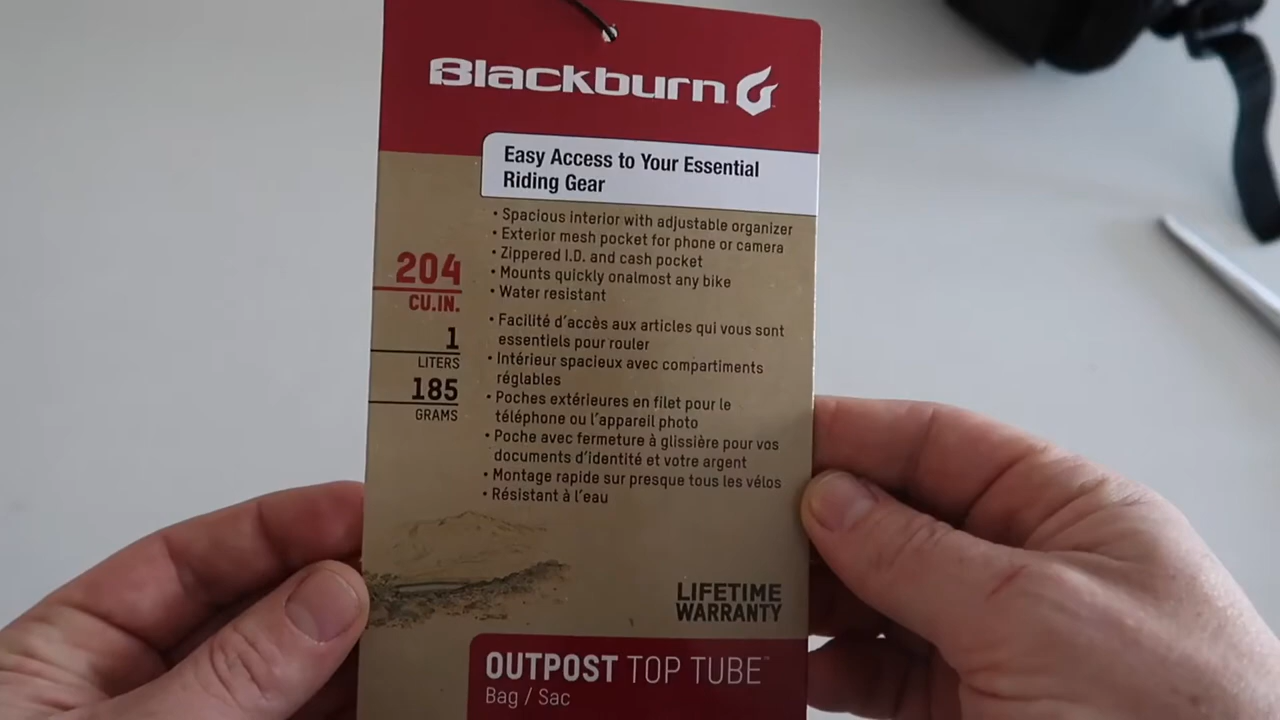 Blackburn
Easy Access to Your Essential
Riding Gear
• Spacious interior with adjustable organizer
• Exterior mesh pocket for phone or camera
• Zippered I.D. and cash pocket
• Mounts quickly onalmost any bike
• Water resistant
204
CU.IN.
1
LITERS
185
GRAMS
• Facilité d'accès aux articles qui vous sont
essentiels pour rouler
• Intérieur spacieux avec compartiments
réglables
• Poches extérieures en filet pour le
téléphone ou l'appareil photo
• Poche avec fermeture à glissière pour vos
documents d'identité et votre argent
• Montage rapide sur presque tous les vélos
• Résistant à l'eau
LIFETIME
WARRANTY
OUTPOST TOP TUBE™
Bag / Sac